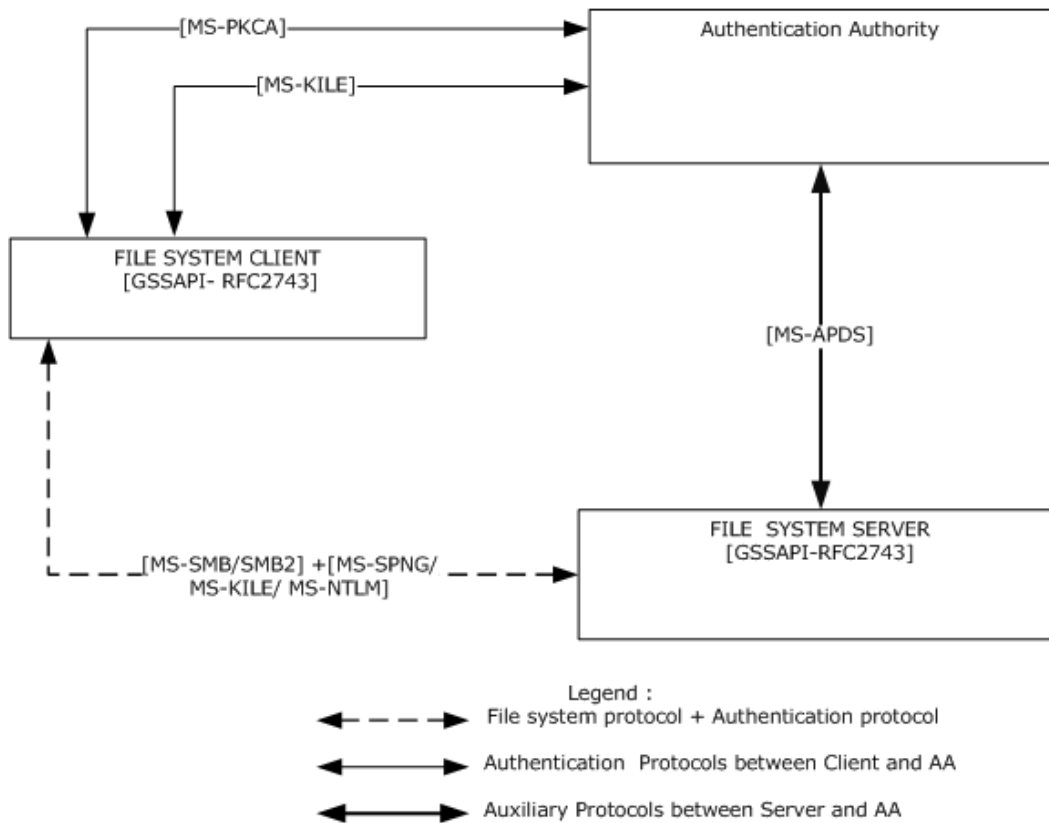 [MS-PKCA]
Authentication Authority
[MS-KILE]
FILE SYSTEM CLIENT
[GSSAPI- RFC2743]
[MS-APDS]
FILE SYSTEM SERVER
[GSSAPI-RFC2743]
[MS-SMB/SMB2] +[MS-SPNG/
MS-KILE/ MS-NTLM]
Legend :
File system protocol + Authentication protocol
Authentication Protocols between Client and AA
Auxiliary Protocols between Server and AA